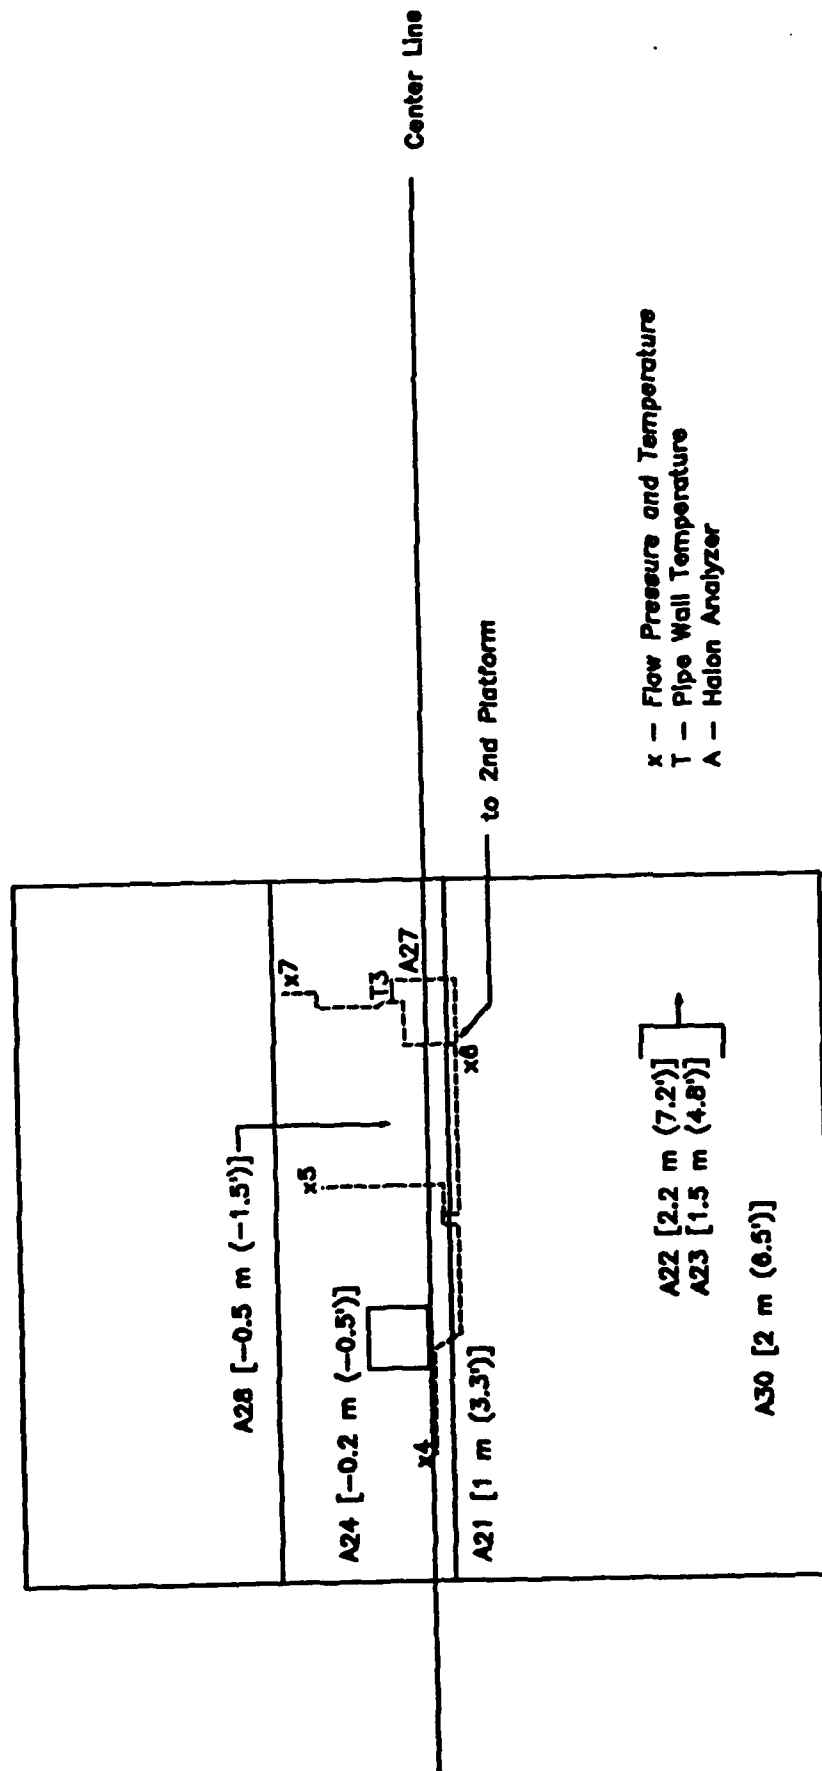 Center Line
x7
T3
A27
A28 [-0.5 m (-1.5')]
x5
x6
to 2nd Platform
A24 [-0.2 m (-0.5')]
x4
A21 [1 m (3.3')]
A22 [2.2 m (7.2')]
A23 [1.5 m (4.8')]
A30 [2 m (6.5')]
x — Flow Pressure and Temperature
T — Pipe Wall Temperature
A — Halon Analyzer